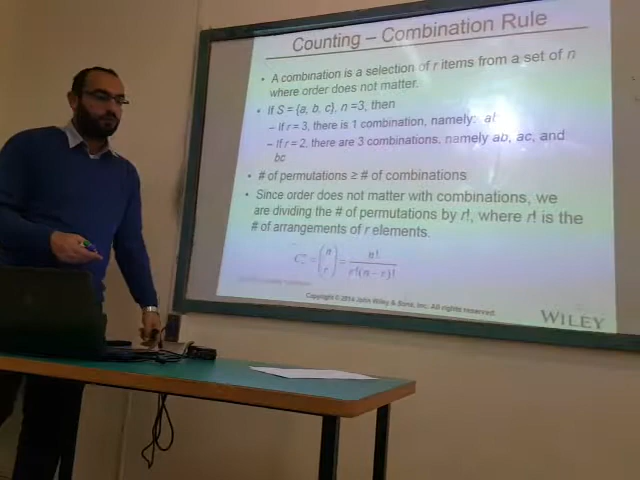 Counting – Combination Rule
• A combination is a selection of r items from a set of n
where order does not matter.
• If S = {a, b, c}, n =3, then
– If r = 3, there is 1 combination, namely:
– If r = 2, there are 3 combinations, namely ab, ac, and
bc
• # of permutations ≥ # of combinations
• Since order does not matter with combinations, we
are dividing the # of permutations by r!, where r! is the
# of arrangements of r elements.
C = (n r) = n! / r!(n − r)!
Copyright © 2014 John Wiley & Sons, Inc. All rights reserved.
WILEY